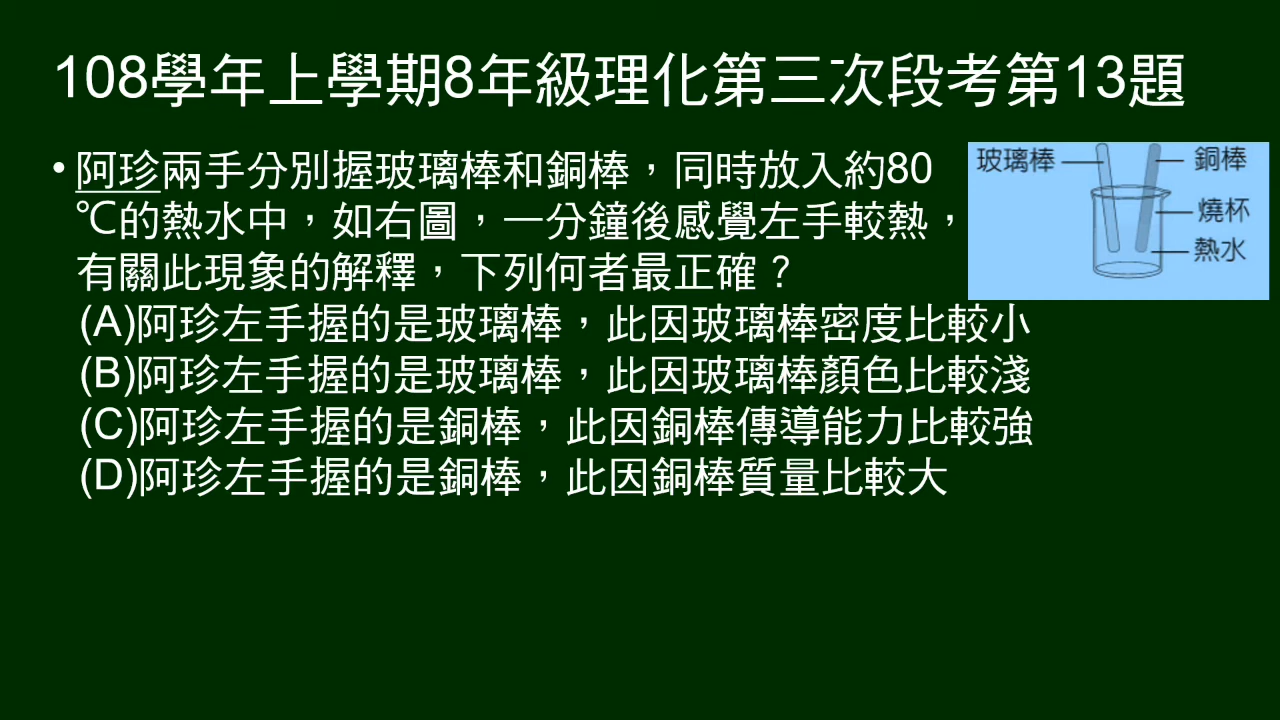 108學年上學期8年級理化第三次段考第13題
• 阿珍兩手分別握玻璃棒和銅棒，同時放入約80
℃的熱水中，如右圖，一分鐘後感覺左手較熱，
有關此現象的解釋，下列何者最正確？
(A)阿珍左手握的是玻璃棒，此因玻璃棒密度比較小
(B)阿珍左手握的是玻璃棒，此因玻璃棒顏色比較淺
(C)阿珍左手握的是銅棒，此因銅棒傳導能力比較強
(D)阿珍左手握的是銅棒，此因銅棒質量比較大
玻璃棒
銅棒
燒杯
熱水